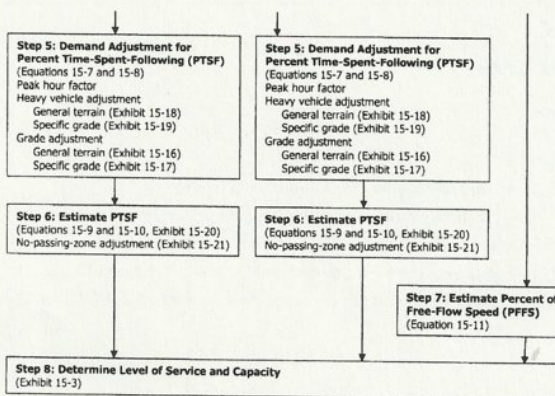 Step 5: Demand Adjustment for
Percent Time-Spent-Following (PTSF)
(Equations 15-7 and 15-8)
Peak hour factor
Heavy vehicle adjustment
General terrain (Exhibit 15-18)
Specific grade (Exhibit 15-19)
Grade adjustment
General terrain (Exhibit 15-16)
Specific grade (Exhibit 15-17)
Step 5: Demand Adjustment for
Percent Time-Spent-Following (PTSF)
(Equations 15-7 and 15-8)
Peak hour factor
Heavy vehicle adjustment
General terrain (Exhibit 15-18)
Specific grade (Exhibit 15-19)
Grade adjustment
General terrain (Exhibit 15-16)
Specific grade (Exhibit 15-17)
Step 6: Estimate PTSF
(Equations 15-9 and 15-10, Exhibit 15-20)
No-passing-zone adjustment (Exhibit 15-21)
Step 6: Estimate PTSF
(Equations 15-9 and 15-10, Exhibit 15-20)
No-passing-zone adjustment (Exhibit 15-21)
Step 7: Estimate Percent of
Free-Flow Speed (PFFS)
(Equation 15-11)
Step 8: Determine Level of Service and Capacity
(Exhibit 15-3)